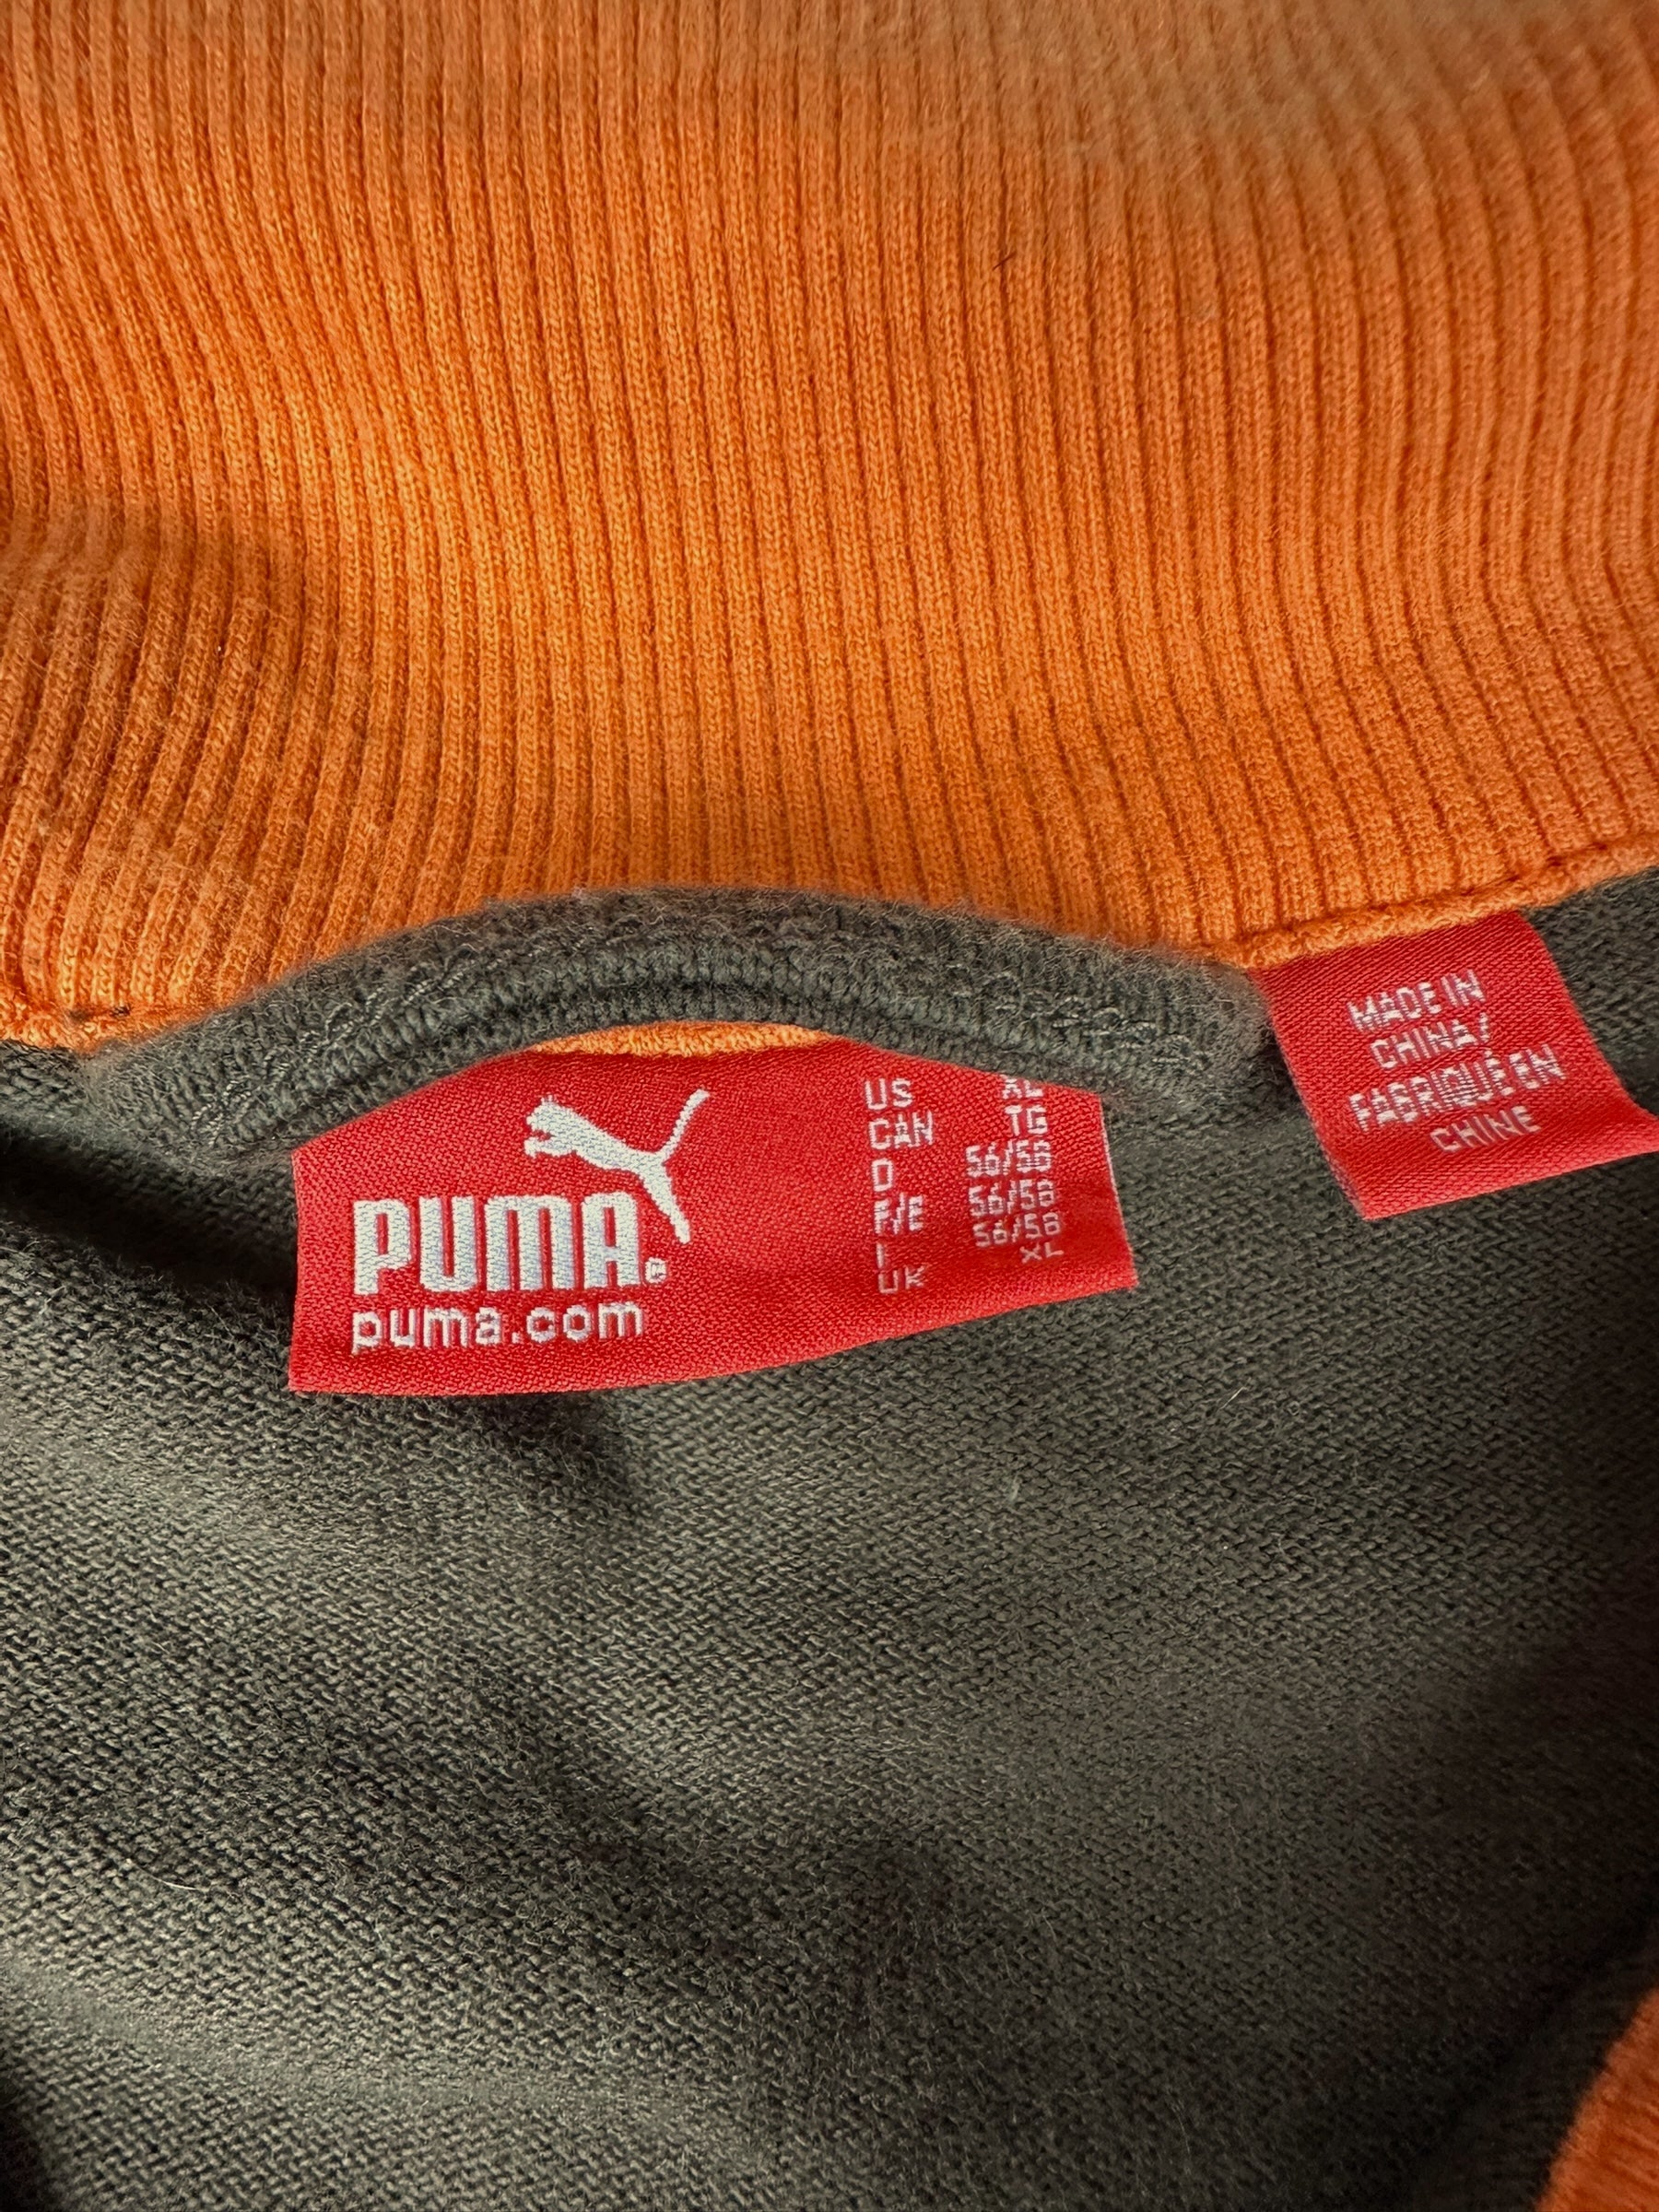 PUMA®
puma.com
US XL
CAN TG
D 56/58
F/E 56/58
I 56/58
UK XL
MADE IN
CHINA/
FABRIQUÉ EN
CHINE